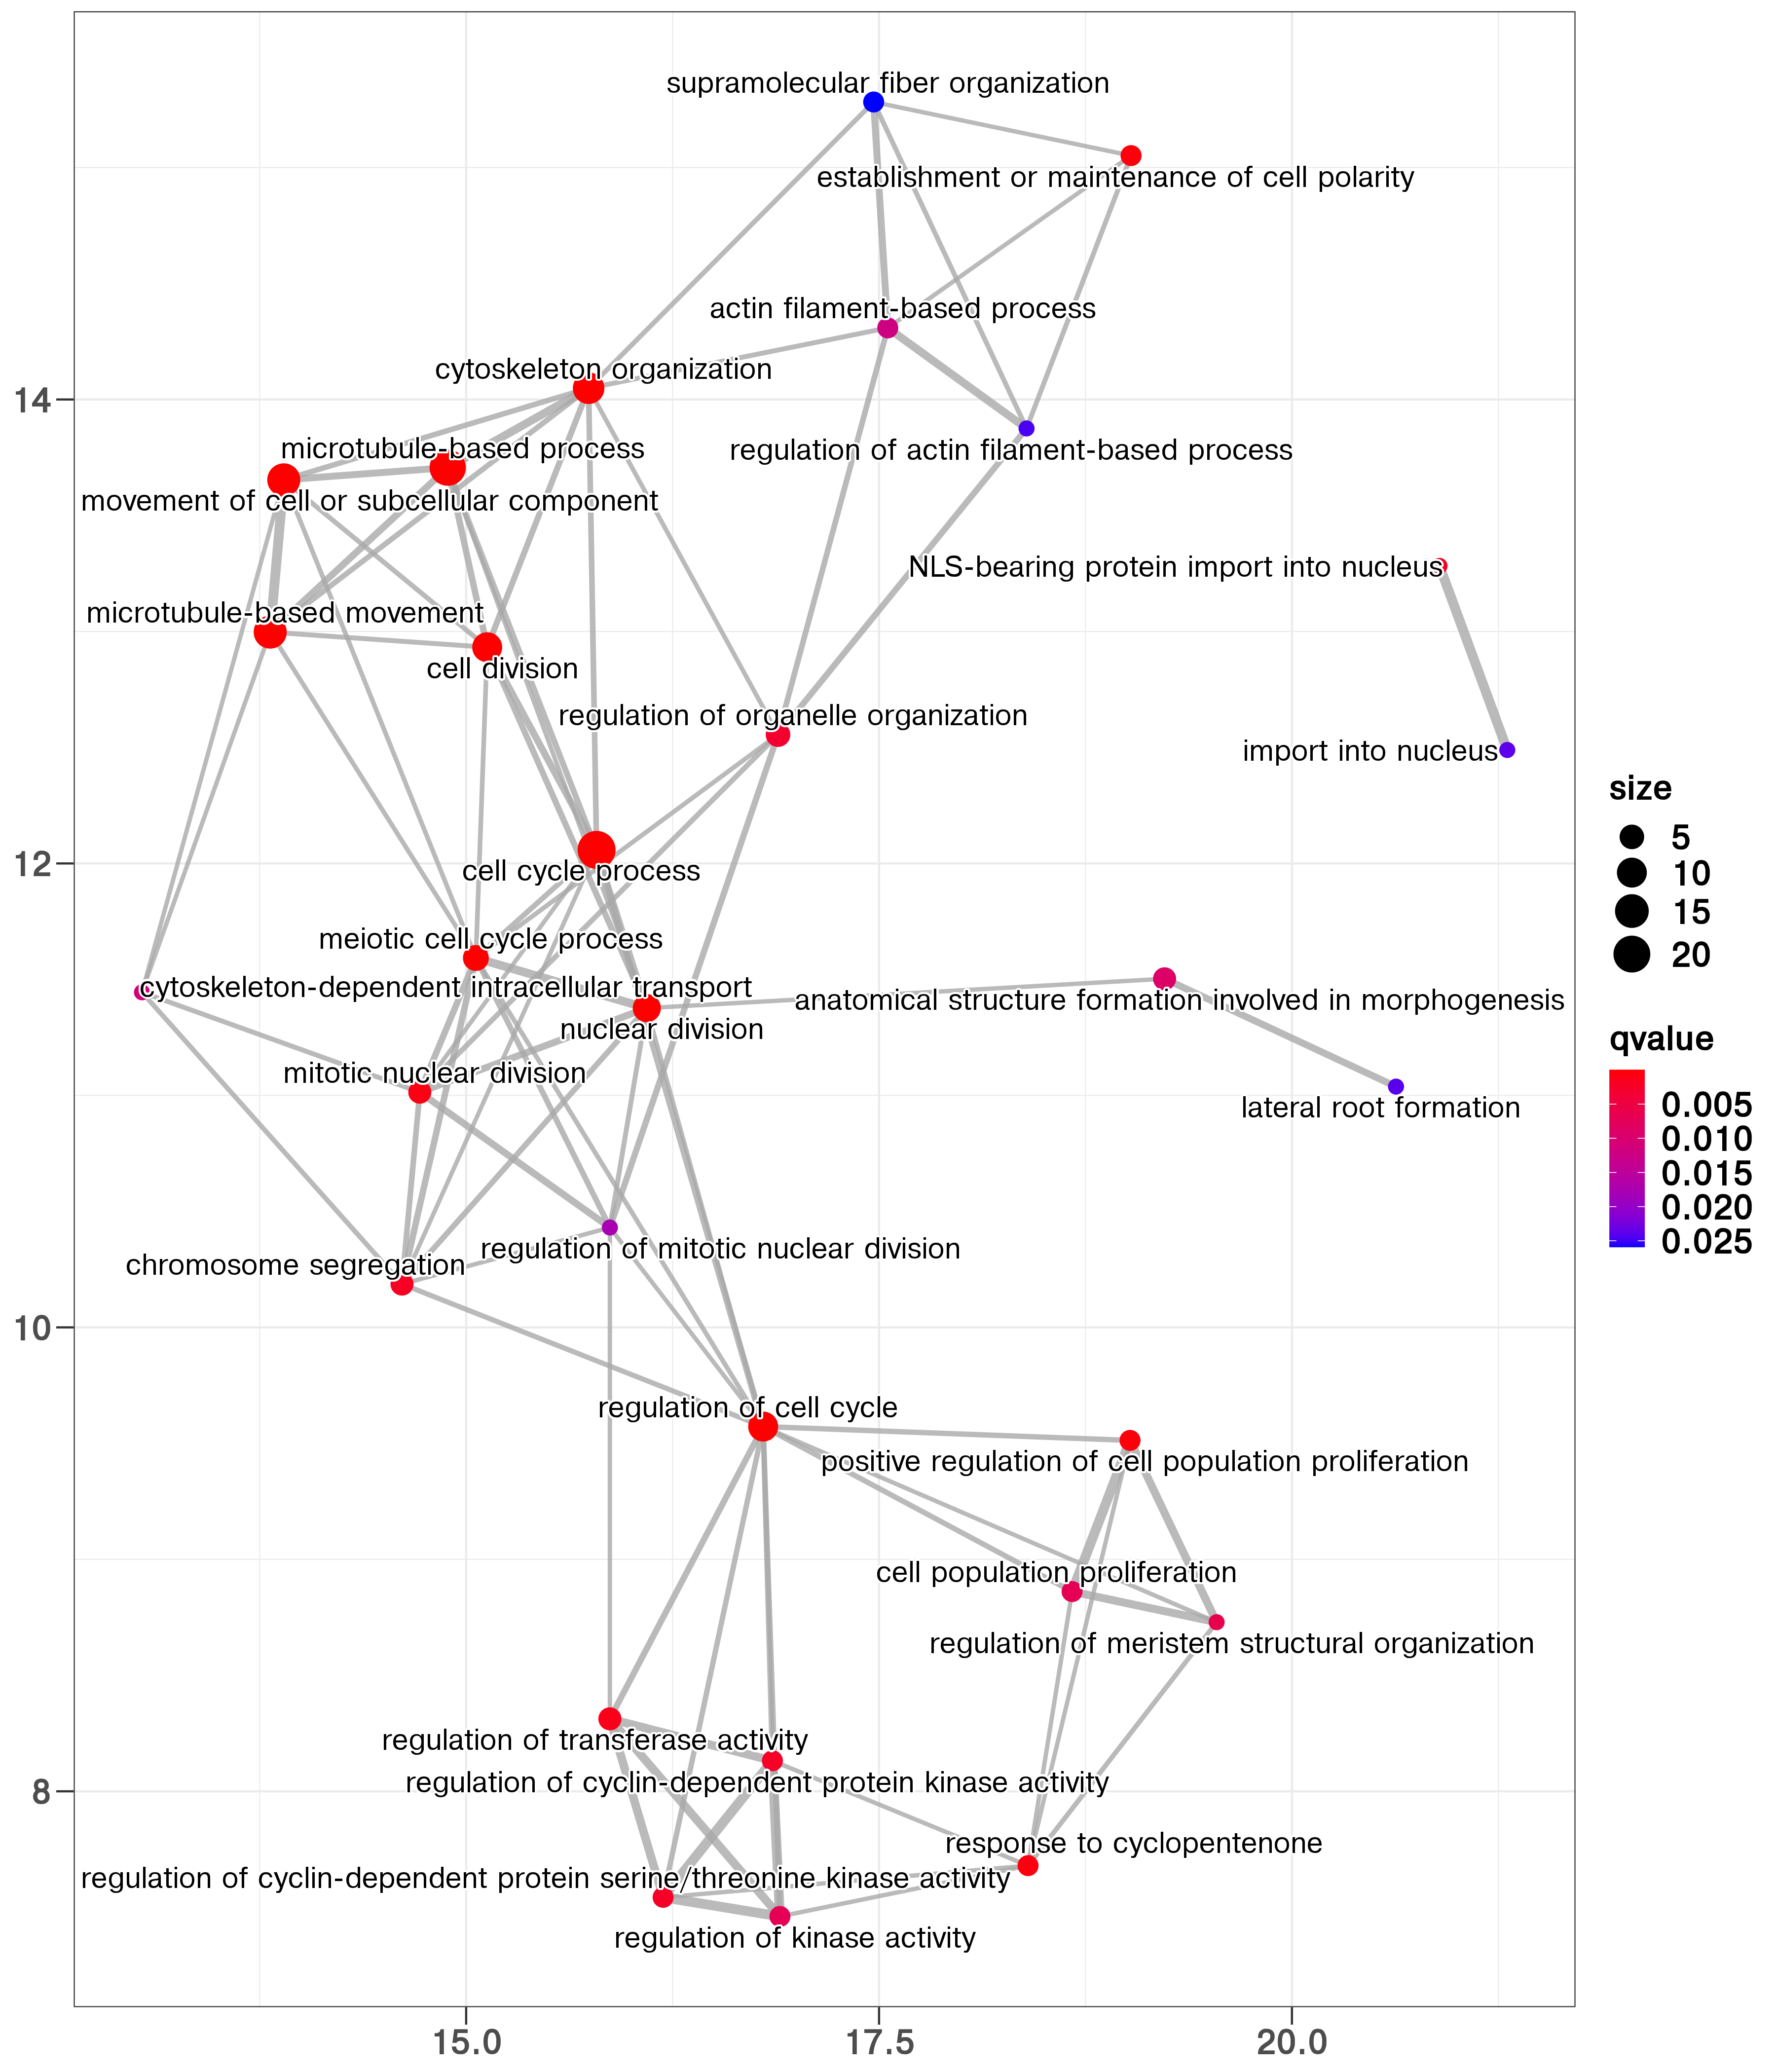 supramolecular fiber organization
establishment or maintenance of cell polarity
actin filament-based process
cytoskeleton organization
14
microtubule-based process
regulation of actin filament-based process
movement of cell or subcellular component
NLS-bearing protein import into nucleus
microtubule-based movement
cell division
regulation of organelle organization
import into nucleus
12
cell cycle process
meiotic cell cycle process
cytoskeleton-dependent intracellular transport
anatomical structure formation involved in morphogenesis
nuclear division
mitotic nuclear division
lateral root formation
regulation of mitotic nuclear division
chromosome segregation
10
regulation of cell cycle
positive regulation of cell population proliferation
cell population proliferation
regulation of meristem structural organization
regulation of transferase activity
regulation of cyclin-dependent protein kinase activity
8
response to cyclopentenone
regulation of cyclin-dependent protein serine/threonine kinase activity
regulation of kinase activity
15.0
17.5
20.0
size
5
10
15
20
qvalue
0.005
0.010
0.015
0.020
0.025